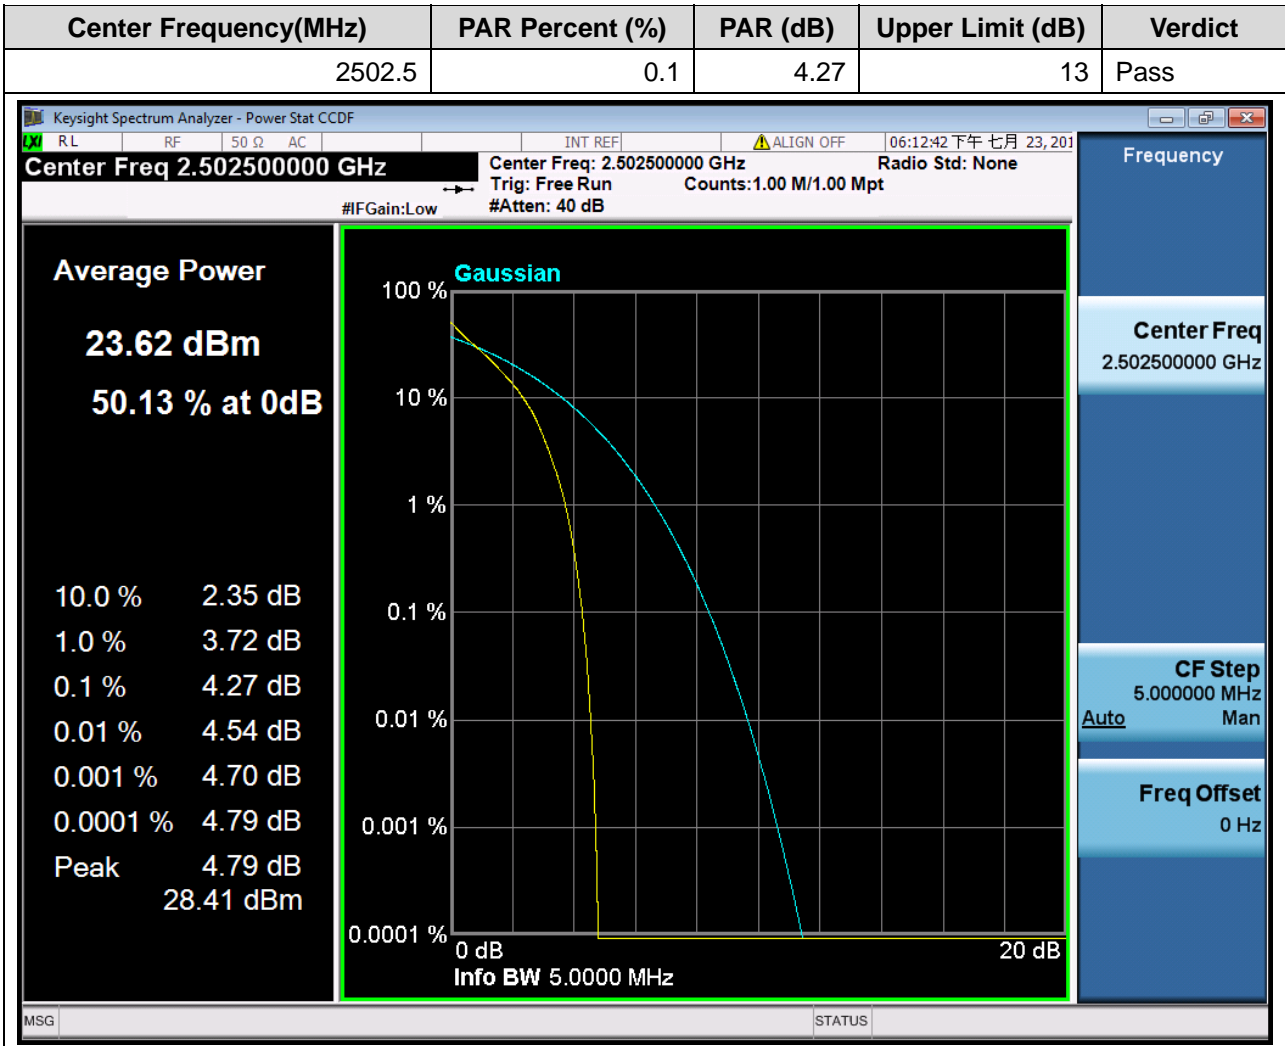 Center Frequency(MHz) PAR Percent (%) PAR (dB) Upper Limit (dB) Verdict
2502.5 0.1 4.27 13 Pass
Keysight Spectrum Analyzer - Power Stat CCDF
LXI RL RF 50 Ω AC INT REF ALIGN OFF 06:12:42 下午 七月 23, 201
Center Freq 2.502500000 GHz
Center Freq: 2.502500000 GHz Radio Std: None
Trig: Free Run Counts:1.00 M/1.00 Mpt
#IFGain:Low #Atten: 40 dB
Frequency
Average Power
23.62 dBm
50.13 % at 0dB
10.0 % 2.35 dB
1.0 % 3.72 dB
0.1 % 4.27 dB
0.01 % 4.54 dB
0.001 % 4.70 dB
0.0001 % 4.79 dB
Peak 4.79 dB
28.41 dBm
Gaussian
100 %
10 %
1 %
0.1 %
0.01 %
0.001 %
0.0001 %
0 dB 20 dB
Info BW 5.0000 MHz
Center Freq
2.502500000 GHz
CF Step
5.000000 MHz
Auto Man
Freq Offset
0 Hz
MSG STATUS